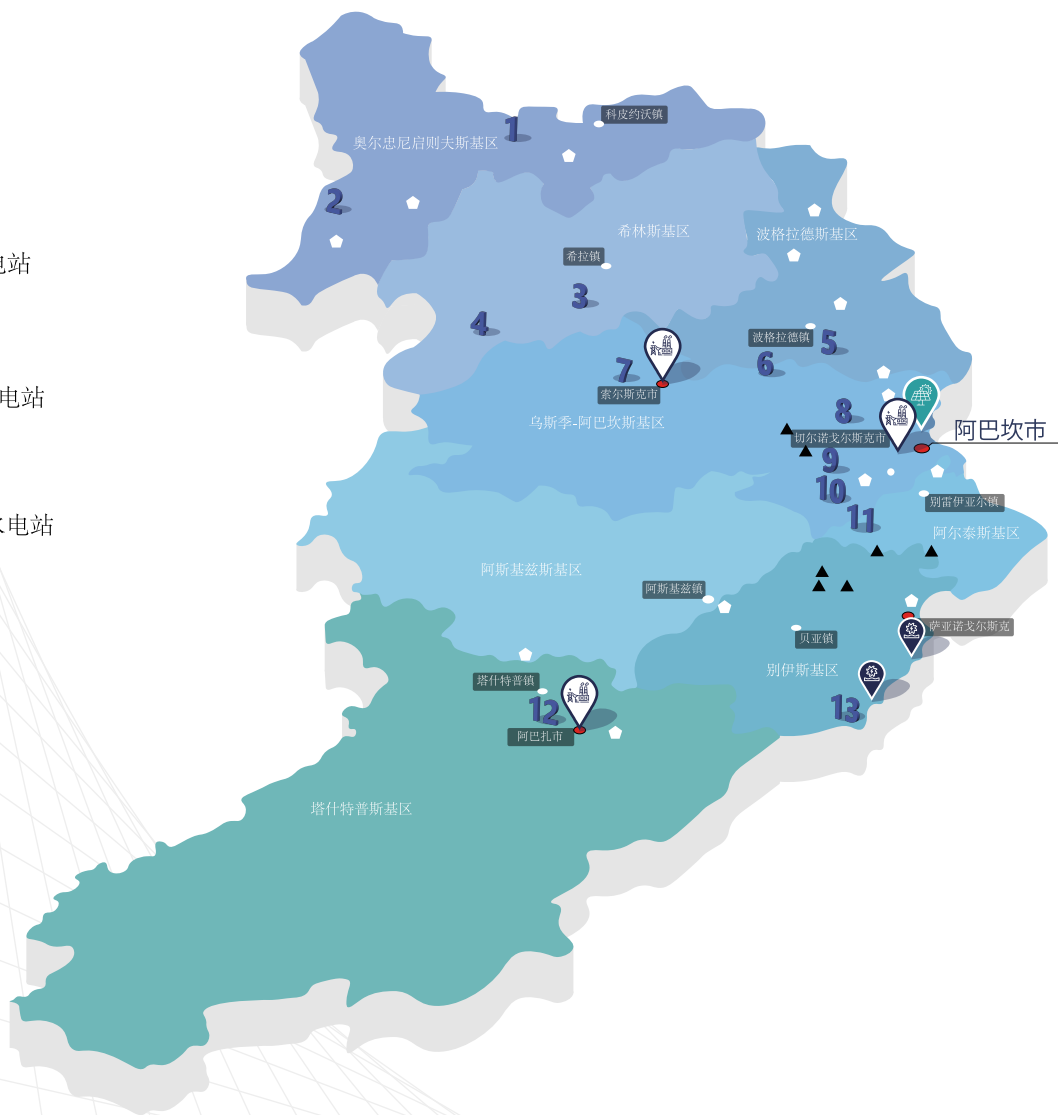 1
科皮约沃镇
奥尔忠尼启则夫斯基区
2
希林斯基区
波格拉德斯基区
希拉镇
电站
3
4
波格拉德镇
5
6
7
索尔斯克市
电站
8
乌斯季-阿巴坎斯基区
阿巴坎市
切尔诺戈尔斯克市
9
10
别雷伊亚尔镇
11
水电站
阿尔泰斯基区
阿斯基兹斯基区
阿斯基兹镇
萨亚诺戈尔斯克
贝亚镇
别伊斯基区
塔什特普镇
12
13
阿巴扎市
塔什特普斯基区